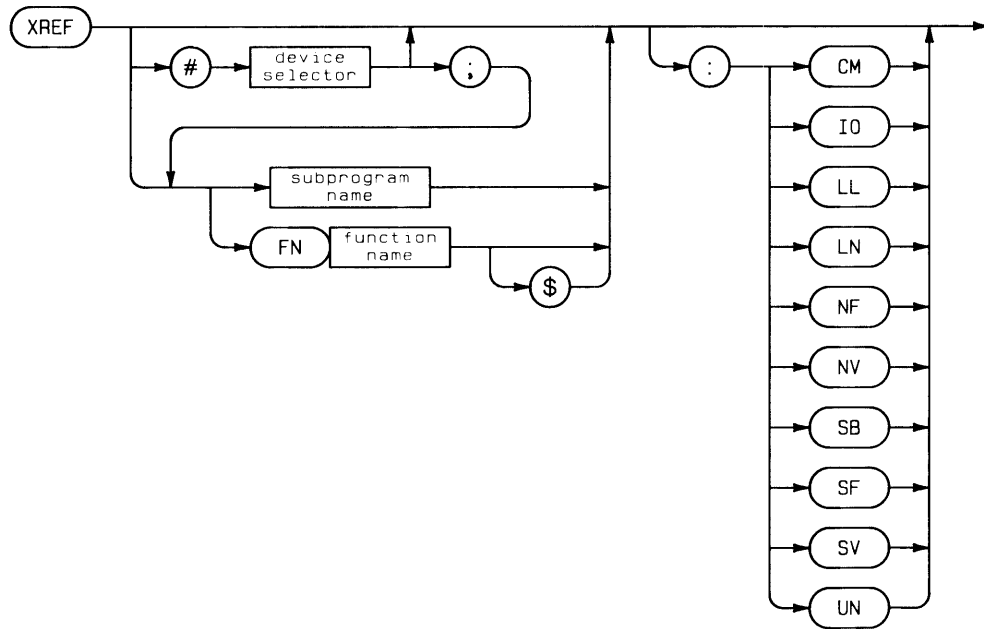 XREF
#
device
selector
;
subprogram
name
FN
function
name
$
:
CM
IO
LL
LN
NF
NV
SB
SF
SV
UN